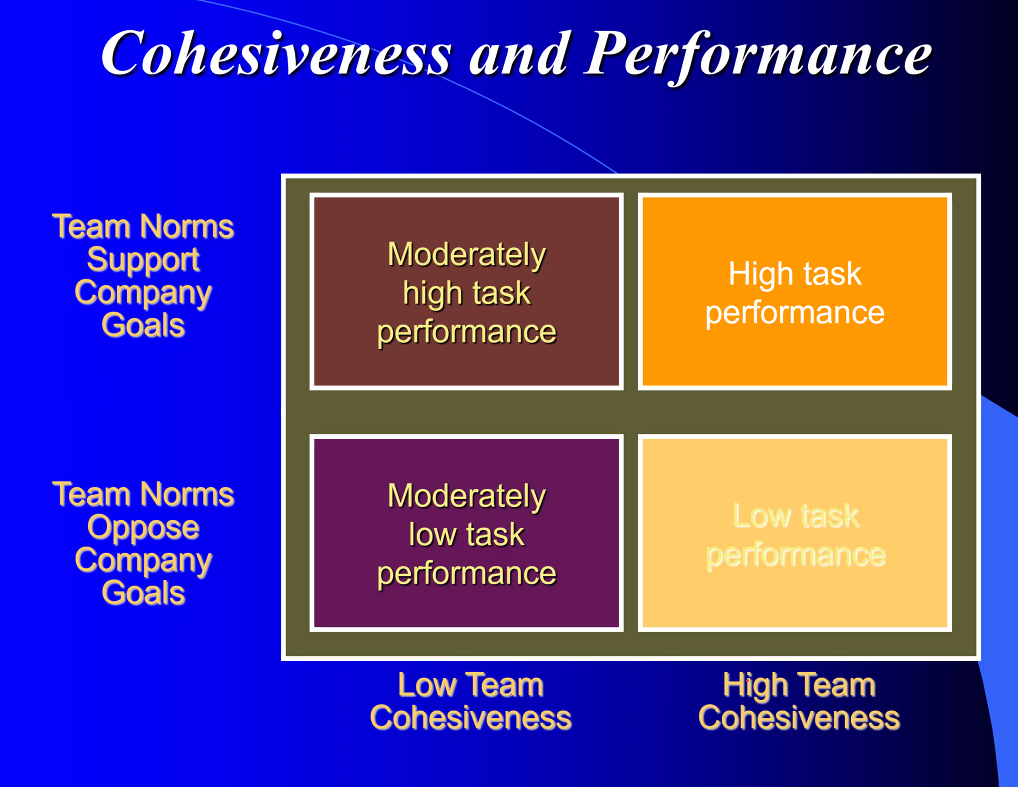 Cohesiveness and Performance
Team Norms
Support
Company
Goals
Moderately
high task
performance
High task
performance
Team Norms
Oppose
Company
Goals
Moderately
low task
performance
Low task
performance
Low Team
Cohesiveness
High Team
Cohesiveness